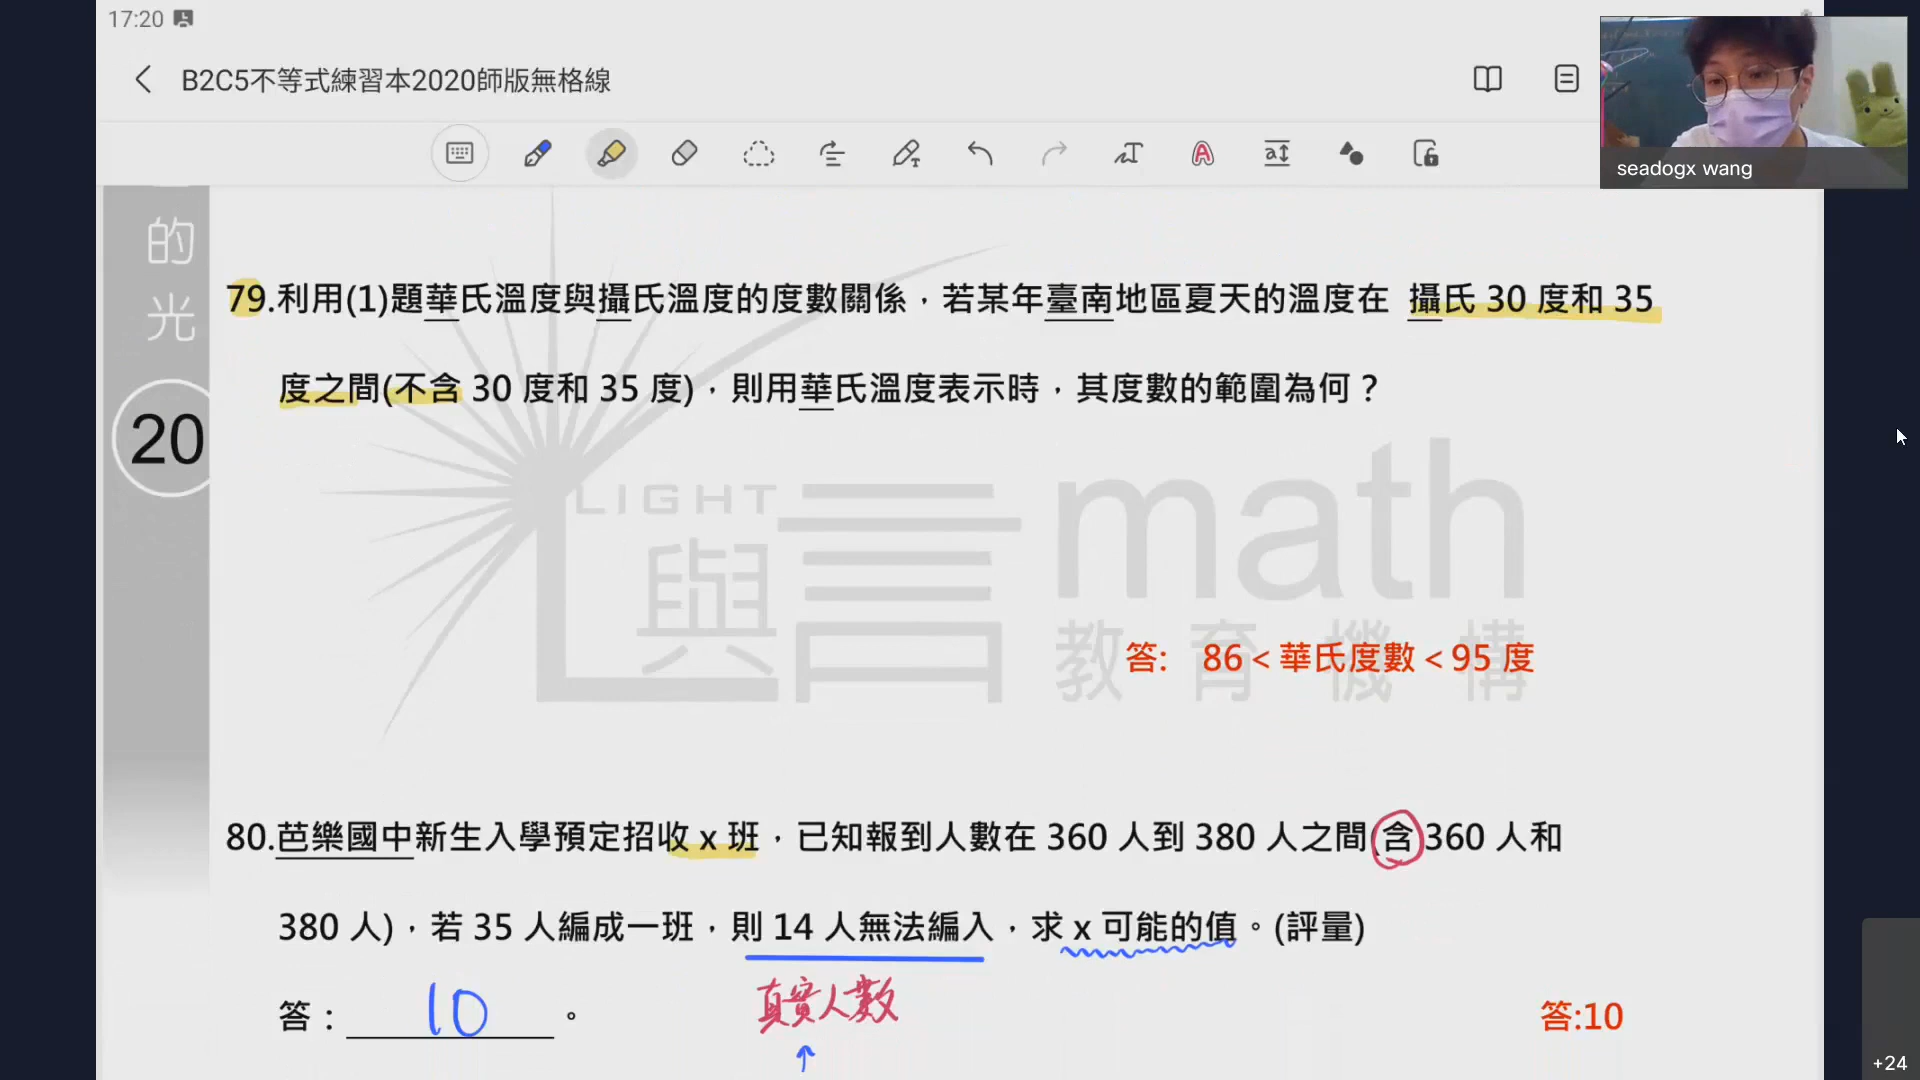 17:20
B2C5不等式練習本2020師版無格線
seadogx wang
的
光
20
79.利用(1)題華氏溫度與攝氏溫度的度數關係，若某年臺南地區夏天的溫度在 攝氏 30 度和 35
度之間(不含 30 度和 35 度)，則用華氏溫度表示時，其度數的範圍為何？
LIGHT
與言 math
教育機構
答: 86 < 華氏度數 < 95 度
80.芭樂國中新生入學預定招收 x 班，已知報到人數在 360 人到 380 人之間(含 360 人和
380 人)，若 35 人編成一班，則 14 人無法編入，求 x 可能的值。(評量)
真實人數
答：10。
答:10
+24